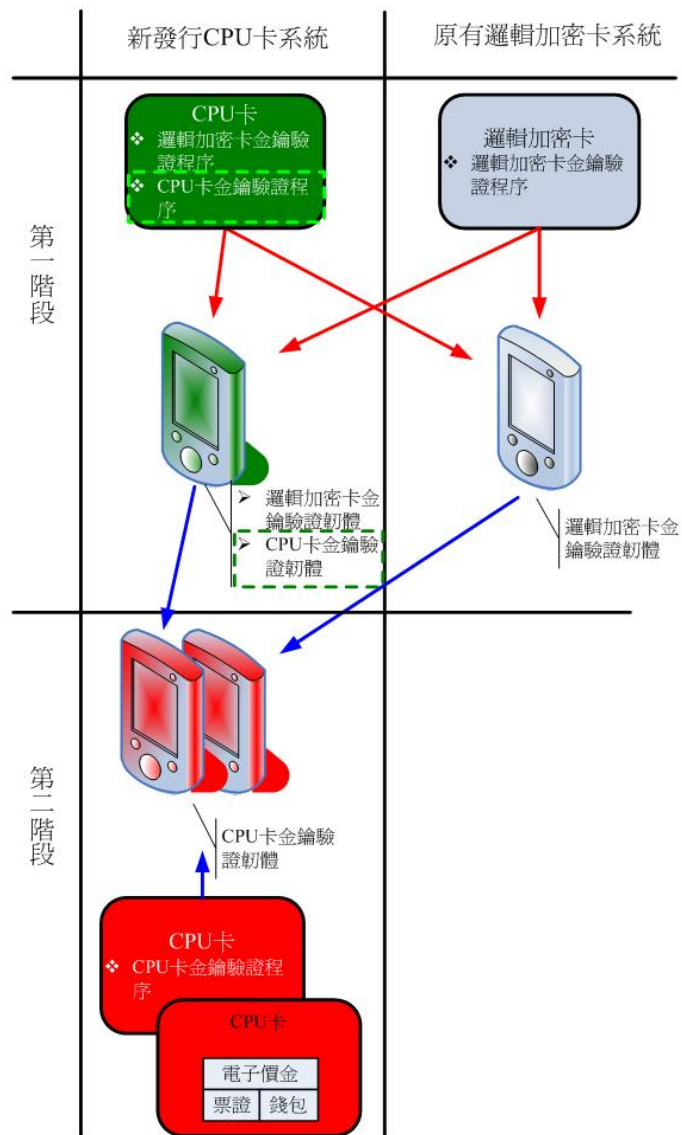 新發行CPU卡系統
原有邏輯加密卡系統
第一階段
CPU卡
❖ 邏輯加密卡金鑰驗
證程序
❖ CPU卡金鑰驗證程
序
邏輯加密卡
❖ 邏輯加密卡金鑰驗
證程序
➢ 邏輯加密卡金
鑰驗證韌體
➢ CPU卡金鑰驗
證韌體
邏輯加密卡金
鑰驗證韌體
第二階段
CPU卡金鑰驗
證韌體
CPU卡
❖ CPU卡金鑰驗證程
序
CPU卡
電子價金
票證 錢包